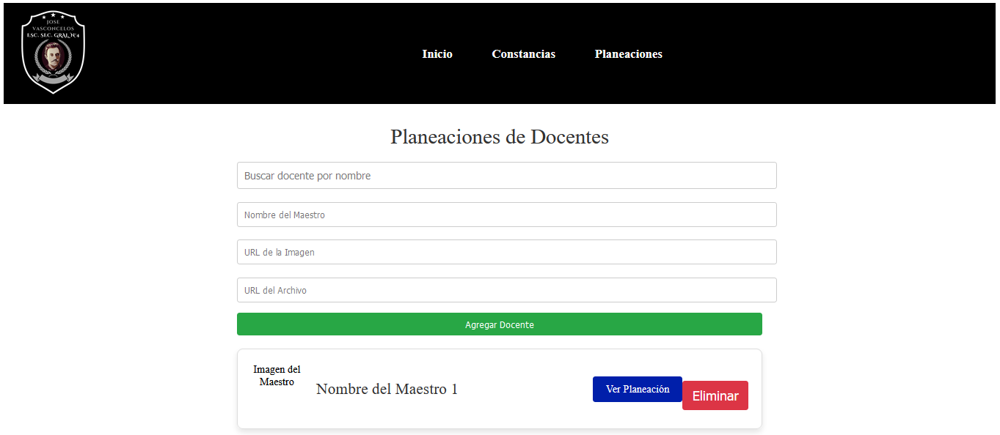 JOSE
VASCONCELOS
ESC. SEC. GRAL. N°4
Inicio Constancias Planeaciones
Planeaciones de Docentes
Buscar docente por nombre
Nombre del Maestro
URL de la Imagen
URL del Archivo
Agregar Docente
Imagen del
Maestro
Nombre del Maestro 1
Ver Planeación
Eliminar